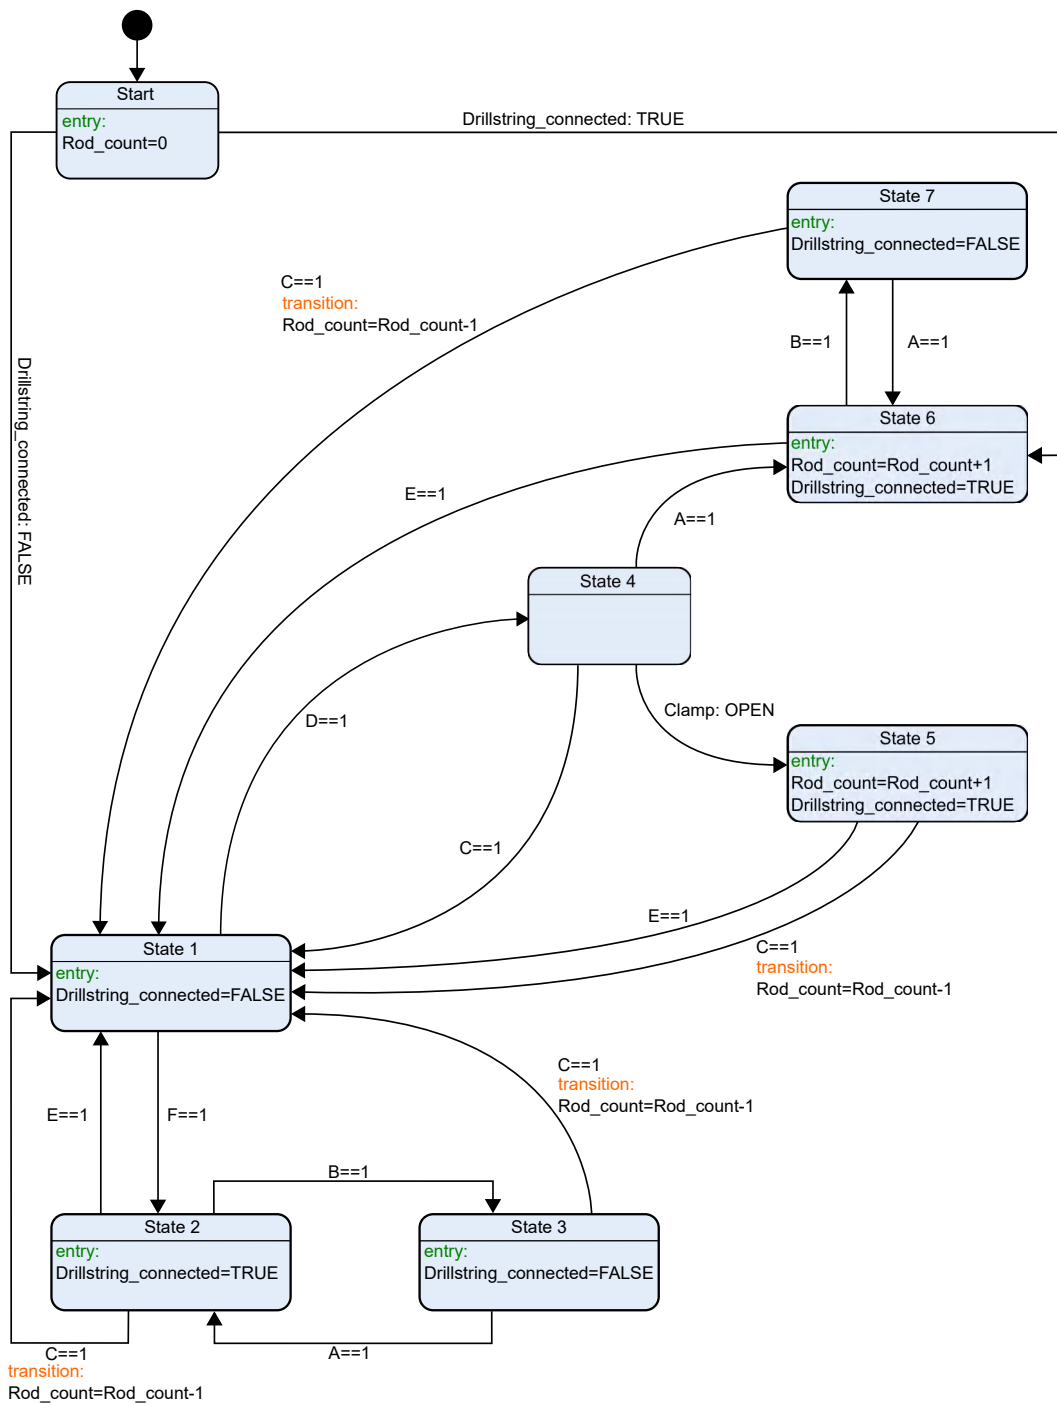 Start
entry:
Rod_count=0
Drillstring_connected: TRUE
State 7
entry:
Drillstring_connected=FALSE
C==1
transition:
Rod_count=Rod_count-1
B==1
A==1
Drillstring_connected: FALSE
State 6
entry:
Rod_count=Rod_count+1
Drillstring_connected=TRUE
E==1
A==1
State 4
D==1
Clamp: OPEN
State 5
entry:
Rod_count=Rod_count+1
Drillstring_connected=TRUE
C==1
E==1
C==1
transition:
Rod_count=Rod_count-1
State 1
entry:
Drillstring_connected=FALSE
C==1
transition:
Rod_count=Rod_count-1
E==1
F==1
B==1
State 2
entry:
Drillstring_connected=TRUE
State 3
entry:
Drillstring_connected=FALSE
C==1
transition:
Rod_count=Rod_count-1
A==1